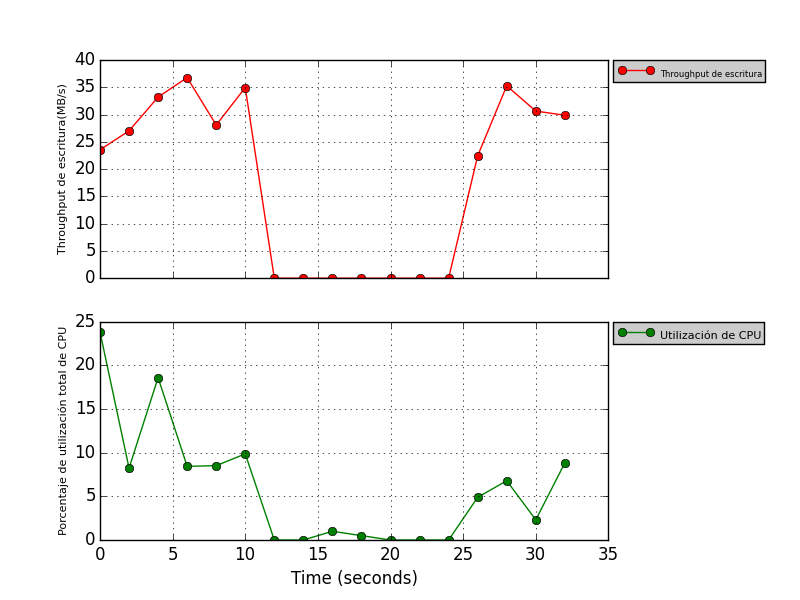 40
35
30
25
20
15
10
5
0
Throughput de escritura(MB/s)
Throughput de escritura
25
20
15
10
5
0
Porcentaje de utilización total de CPU
Utilización de CPU
0 5 10 15 20 25 30 35
Time (seconds)